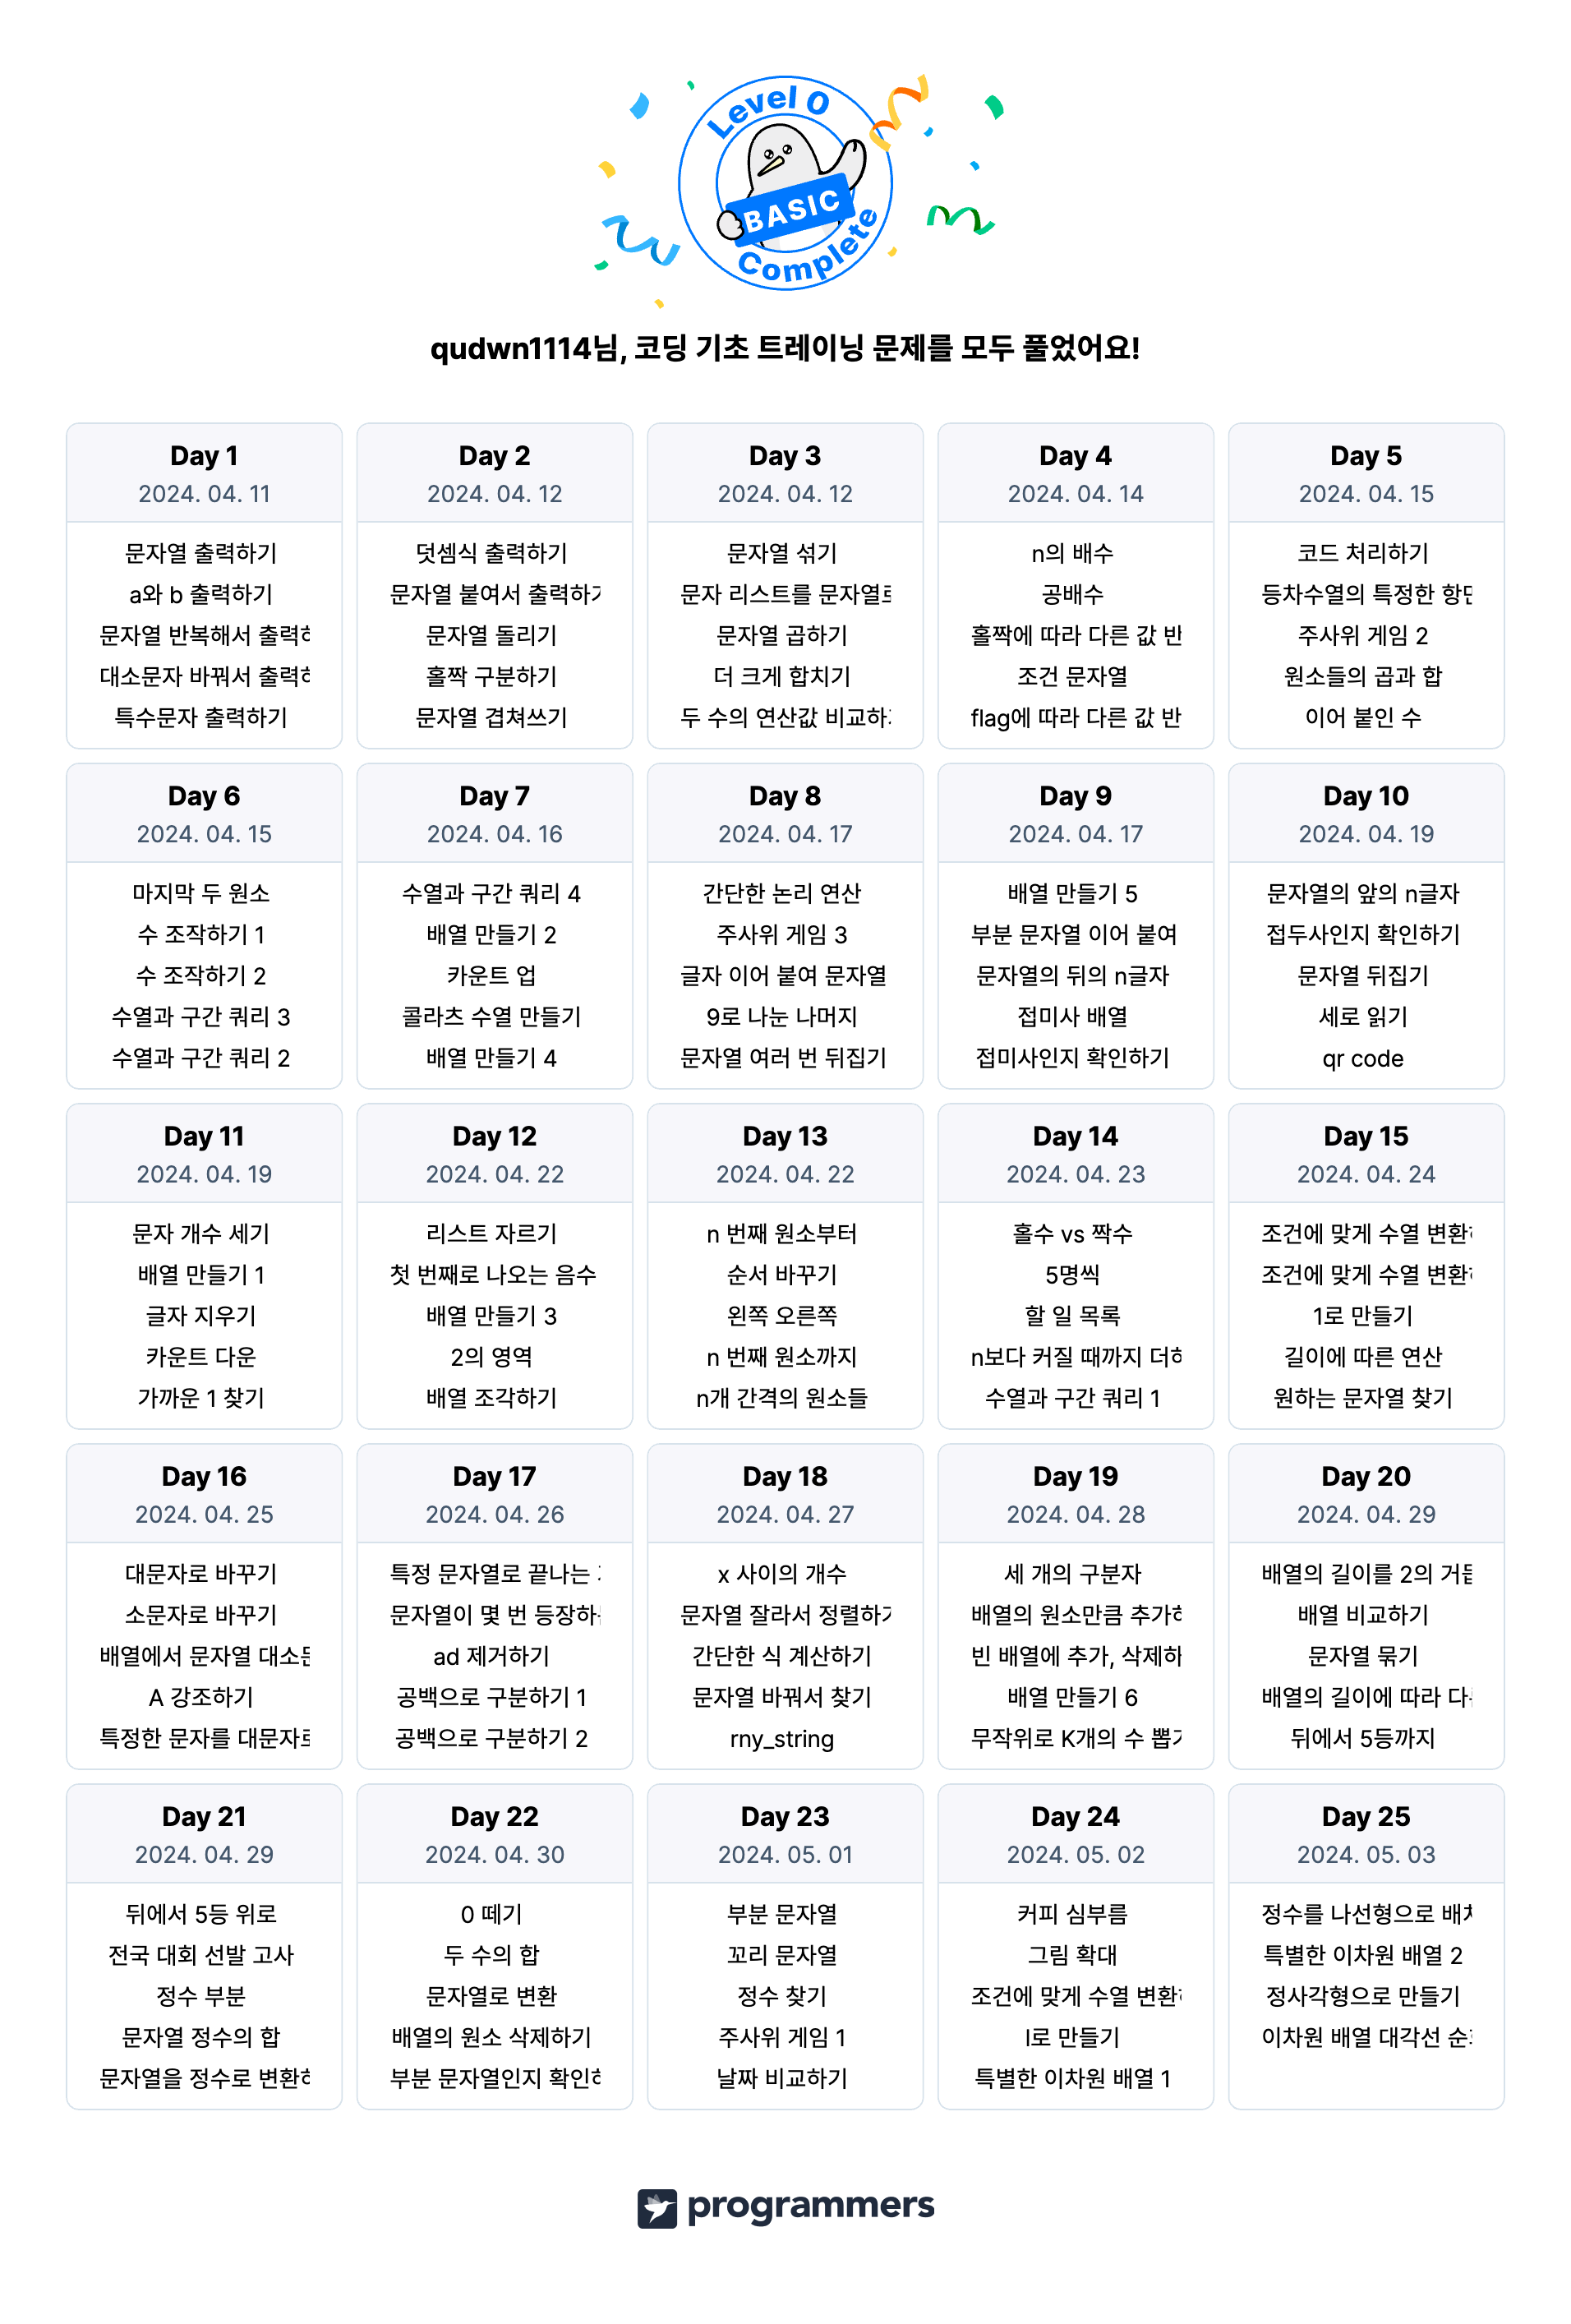 Level 0
BASIC
Complete
qudwn1114님, 코딩 기초 트레이닝 문제를 모두 풀었어요!
Day 1
2024. 04. 11
문자열 출력하기
a와 b 출력하기
문자열 반복해서 출력하
대소문자 바꿔서 출력하
특수문자 출력하기
Day 2
2024. 04. 12
덧셈식 출력하기
문자열 붙여서 출력하기
문자열 돌리기
홀짝 구분하기
문자열 겹쳐쓰기
Day 3
2024. 04. 12
문자열 섞기
문자 리스트를 문자열로
문자열 곱하기
더 크게 합치기
두 수의 연산값 비교하기
Day 4
2024. 04. 14
n의 배수
공배수
홀짝에 따라 다른 값 반
조건 문자열
flag에 따라 다른 값 반
Day 5
2024. 04. 15
코드 처리하기
등차수열의 특정한 항만
주사위 게임 2
원소들의 곱과 합
이어 붙인 수
Day 6
2024. 04. 15
마지막 두 원소
수 조작하기 1
수 조작하기 2
수열과 구간 쿼리 3
수열과 구간 쿼리 2
Day 7
2024. 04. 16
수열과 구간 쿼리 4
배열 만들기 2
카운트 업
콜라츠 수열 만들기
배열 만들기 4
Day 8
2024. 04. 17
간단한 논리 연산
주사위 게임 3
글자 이어 붙여 문자열
9로 나눈 나머지
문자열 여러 번 뒤집기
Day 9
2024. 04. 17
배열 만들기 5
부분 문자열 이어 붙여
문자열의 뒤의 n글자
접미사 배열
접미사인지 확인하기
Day 10
2024. 04. 19
문자열의 앞의 n글자
접두사인지 확인하기
문자열 뒤집기
세로 읽기
qr code
Day 11
2024. 04. 19
문자 개수 세기
배열 만들기 1
글자 지우기
카운트 다운
가까운 1 찾기
Day 12
2024. 04. 22
리스트 자르기
첫 번째로 나오는 음수
배열 만들기 3
2의 영역
배열 조각하기
Day 13
2024. 04. 22
n 번째 원소부터
순서 바꾸기
왼쪽 오른쪽
n 번째 원소까지
n개 간격의 원소들
Day 14
2024. 04. 23
홀수 vs 짝수
5명씩
할 일 목록
n보다 커질 때까지 더하
수열과 구간 쿼리 1
Day 15
2024. 04. 24
조건에 맞게 수열 변환하
조건에 맞게 수열 변환하
1로 만들기
길이에 따른 연산
원하는 문자열 찾기
Day 16
2024. 04. 25
대문자로 바꾸기
소문자로 바꾸기
배열에서 문자열 대소문
A 강조하기
특정한 문자를 대문자로
Day 17
2024. 04. 26
특정 문자열로 끝나는
문자열이 몇 번 등장하는
ad 제거하기
공백으로 구분하기 1
공백으로 구분하기 2
Day 18
2024. 04. 27
x 사이의 개수
문자열 잘라서 정렬하기
간단한 식 계산하기
문자열 바꿔서 찾기
rny_string
Day 19
2024. 04. 28
세 개의 구분자
배열의 원소만큼 추가하
빈 배열에 추가, 삭제하
배열 만들기 6
무작위로 K개의 수 뽑기
Day 20
2024. 04. 29
배열의 길이를 2의 거듭
배열 비교하기
문자열 묶기
배열의 길이에 따라 다른
뒤에서 5등까지
Day 21
2024. 04. 29
뒤에서 5등 위로
전국 대회 선발 고사
정수 부분
문자열 정수의 합
문자열을 정수로 변환하
Day 22
2024. 04. 30
0 떼기
두 수의 합
문자열로 변환
배열의 원소 삭제하기
부분 문자열인지 확인하
Day 23
2024. 05. 01
부분 문자열
꼬리 문자열
정수 찾기
주사위 게임 1
날짜 비교하기
Day 24
2024. 05. 02
커피 심부름
그림 확대
조건에 맞게 수열 변환하
l로 만들기
특별한 이차원 배열 1
Day 25
2024. 05. 03
정수를 나선형으로 배치
특별한 이차원 배열 2
정사각형으로 만들기
이차원 배열 대각선 순회
programmers